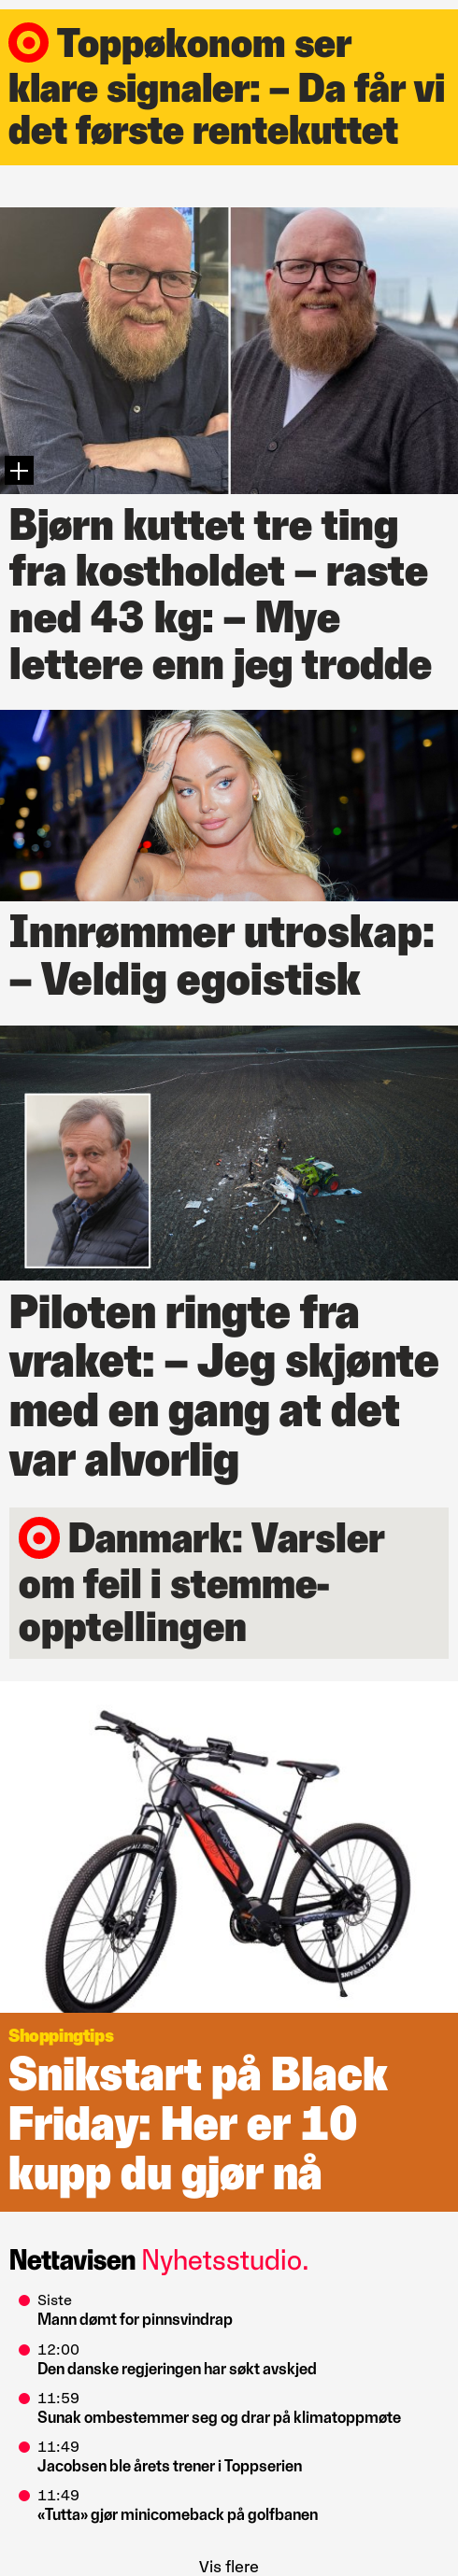 Toppøkonom ser
klare signaler: – Da får vi
det første rentekuttet
Bjørn kuttet tre ting
fra kostholdet – raste
ned 43 kg: – Mye
lettere enn jeg trodde
Innrømmer utroskap:
– Veldig egoistisk
Piloten ringte fra
vraket: – Jeg skjønte
med en gang at det
var alvorlig
Danmark: Varsler
om feil i stemme-
opptellingen
Shoppingtips
Snikstart på Black
Friday: Her er 10
kupp du gjør nå
Nettavisen Nyhetsstudio.
Siste
Mann dømt for pinnsvindrap
12:00
Den danske regjeringen har søkt avskjed
11:59
Sunak ombestemmer seg og drar på klimatoppmøte
11:49
Jacobsen ble årets trener i Toppserien
11:49
«Tutta» gjør minicomeback på golfbanen
Vis flere